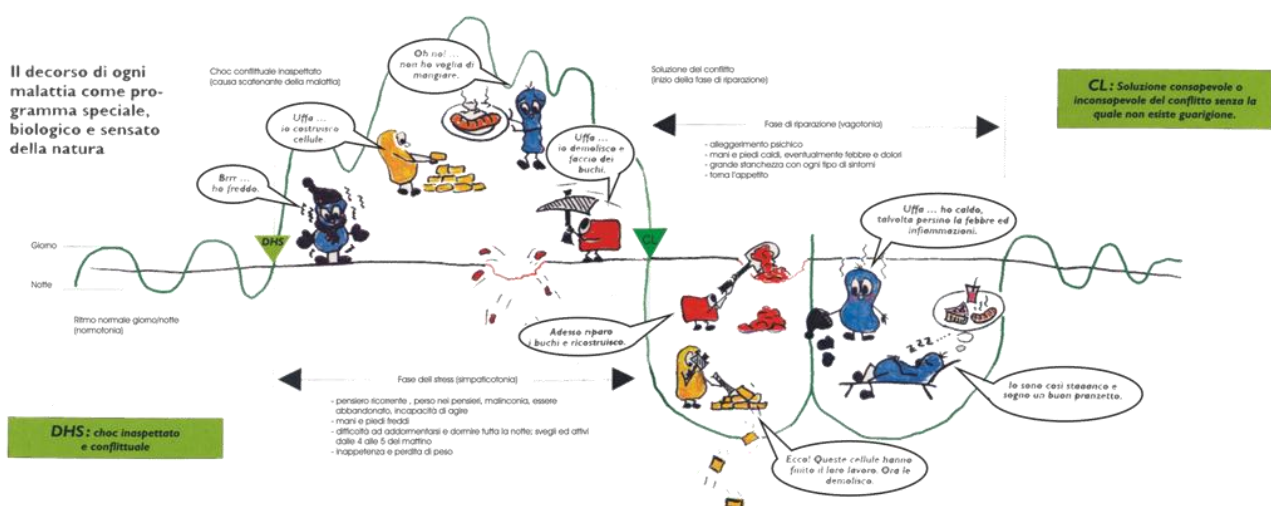 Il decorso di ogni
malattia come pro-
gramma speciale,
biologico e sensato
della natura
Choc conflittuale inaspettato
(causa scatenante della malattia)
Oh no! ...
non ho voglia di
mangiare.
Soluzione del conflitto
(inizio della fase di riparazione)
CL: Soluzione consapevole o
inconsapevole del conflitto senza la
quale non esiste guarigione.
Uffa ...
io costruisco
cellule.
Uffa ...
io demolisco e
faccio dei
buchi.
Fase di riparazione (vagotonia)
- alleggerimento psichico
- mani e piedi caldi, eventualmente febbre e dolori
- grande stanchezza con ogni tipo di sintomi
- torna l'appetito
Brrr ...
ho freddo.
Uffa ... ho caldo,
talvolta persino la febbre ed
infiammazioni.
Giorno
DHS
CL
Notte
Ritmo normale giorno/notte
(normotonia)
Adesso riparo
i buchi e ricostruisco.
ZZZ
Fase dell stress (simpaticotonia)
- pensiero ricorrente , perso nei pensieri, malinconia, essere
abbandonato, incapacità di agire
- mani e piedi freddi
- difficoltà ad addormentarsi e dormire tutta la notte; svegli ed attivi
dalle 4 alle 5 del mattino
- inappetenza e perdita di peso
Io sono così staaanco e
sogno un buon pranzetto.
DHS: choc inaspettato
e conflittuale
Ecco! Queste cellule hanno
finito il loro lavoro. Ora le
demolisco.